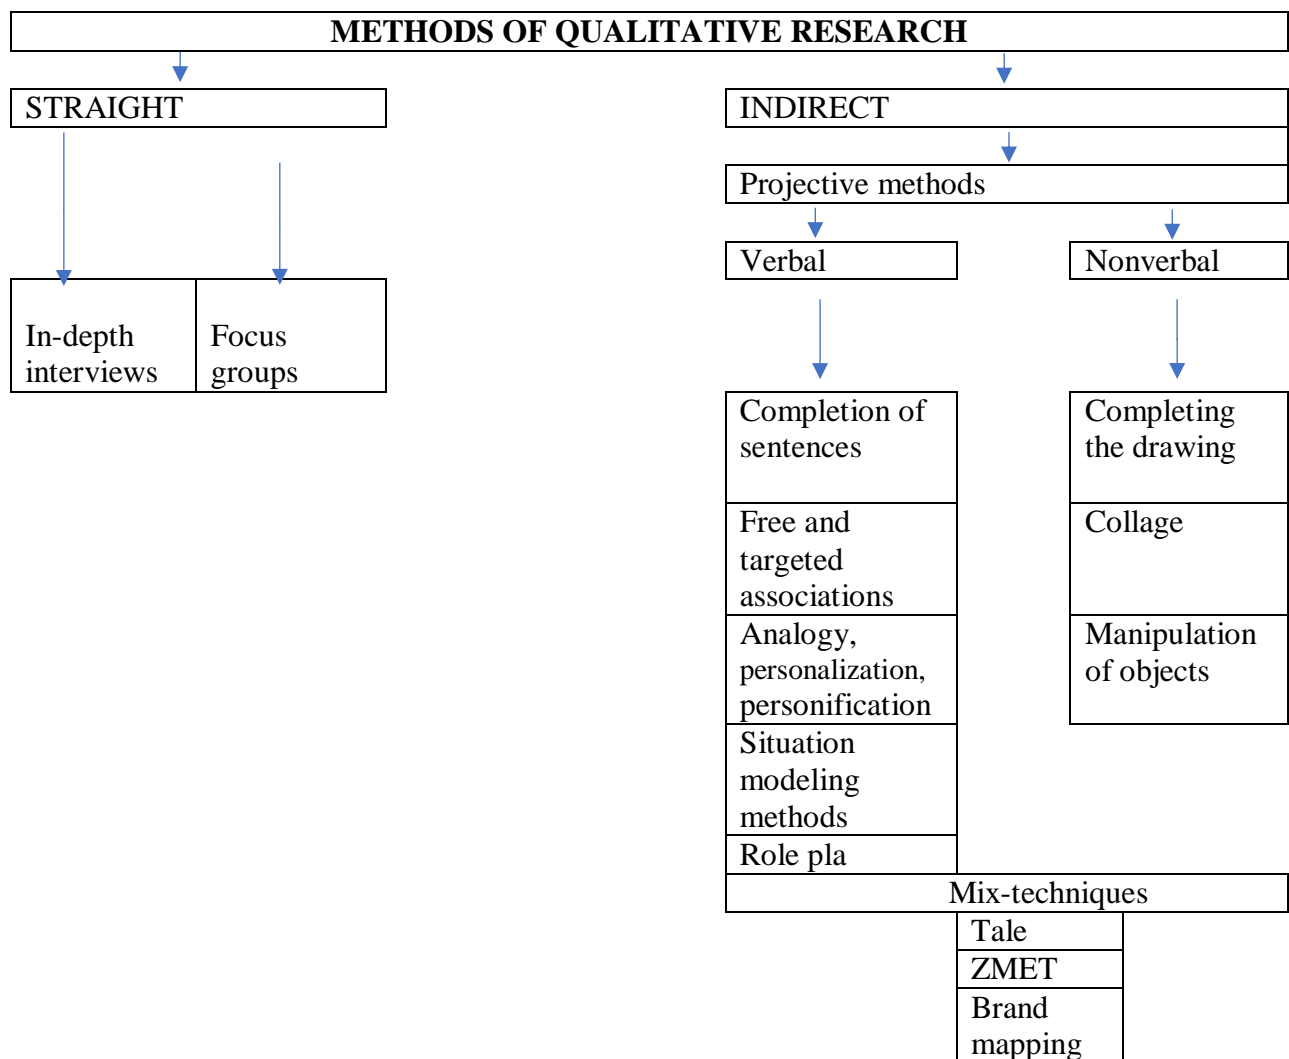 METHODS OF QUALITATIVE RESEARCH
STRAIGHT
INDIRECT
Projective methods
Verbal
Nonverbal
In-depth
interviews
Focus
groups
Completion of
sentences
Completing
the drawing
Free and
targeted
associations
Collage
Analogy,
personalization,
personification
Manipulation
of objects
Situation
modeling
methods
Role pla
Mix-techniques
Tale
ZMET
Brand
mapping